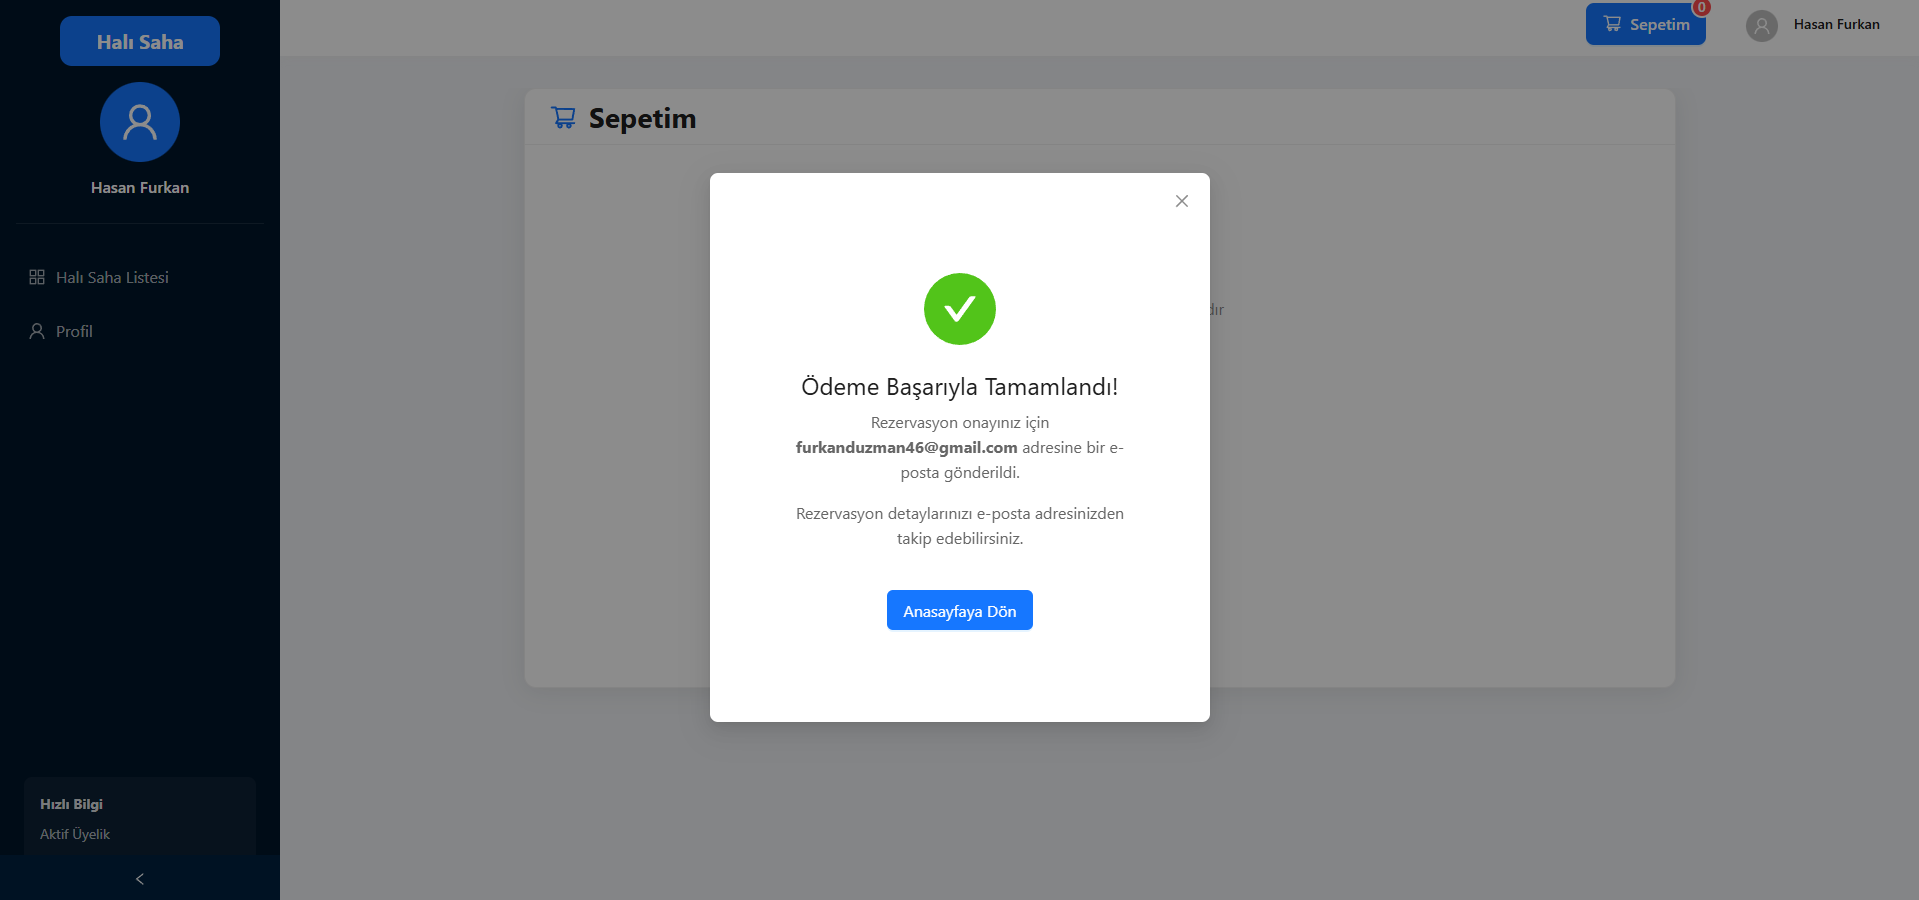 Halı Saha
Hasan Furkan
Halı Saha Listesi
Profil
Hızlı Bilgi
Aktif Üyelik
Sepetim
0
Hasan Furkan
Sepetim
Ödeme Başarıyla Tamamlandı!
Rezervasyon onayınız için
furkanduzman46@gmail.com adresine bir e-
posta gönderildi.
Rezervasyon detaylarınızı e-posta adresinizden
takip edebilirsiniz.
Anasayfaya Dön